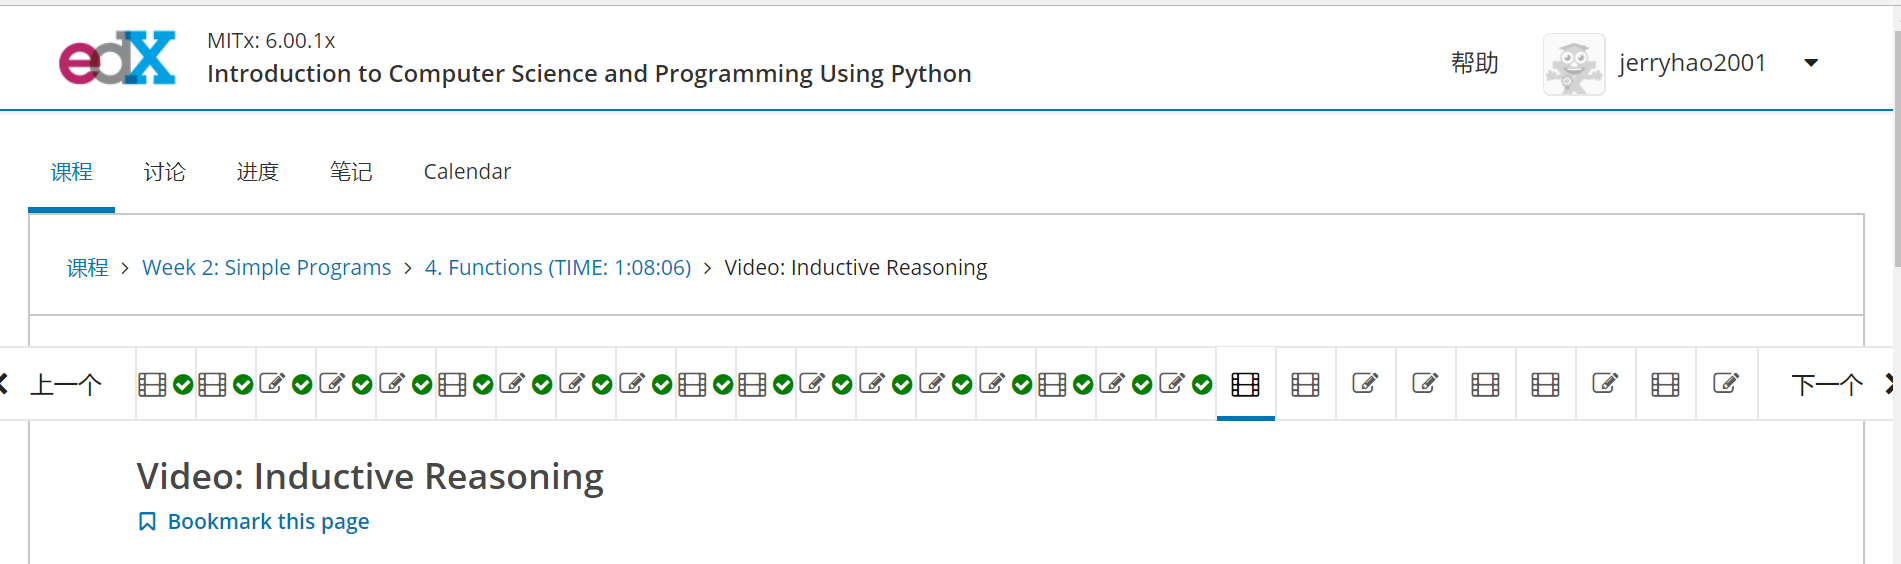 edX
MITx: 6.00.1x
Introduction to Computer Science and Programming Using Python
帮助
jerryhao2001
课程
讨论
进度
笔记
Calendar
课程 > Week 2: Simple Programs > 4. Functions (TIME: 1:08:06) > Video: Inductive Reasoning
上一个
下一个
Video: Inductive Reasoning
Bookmark this page